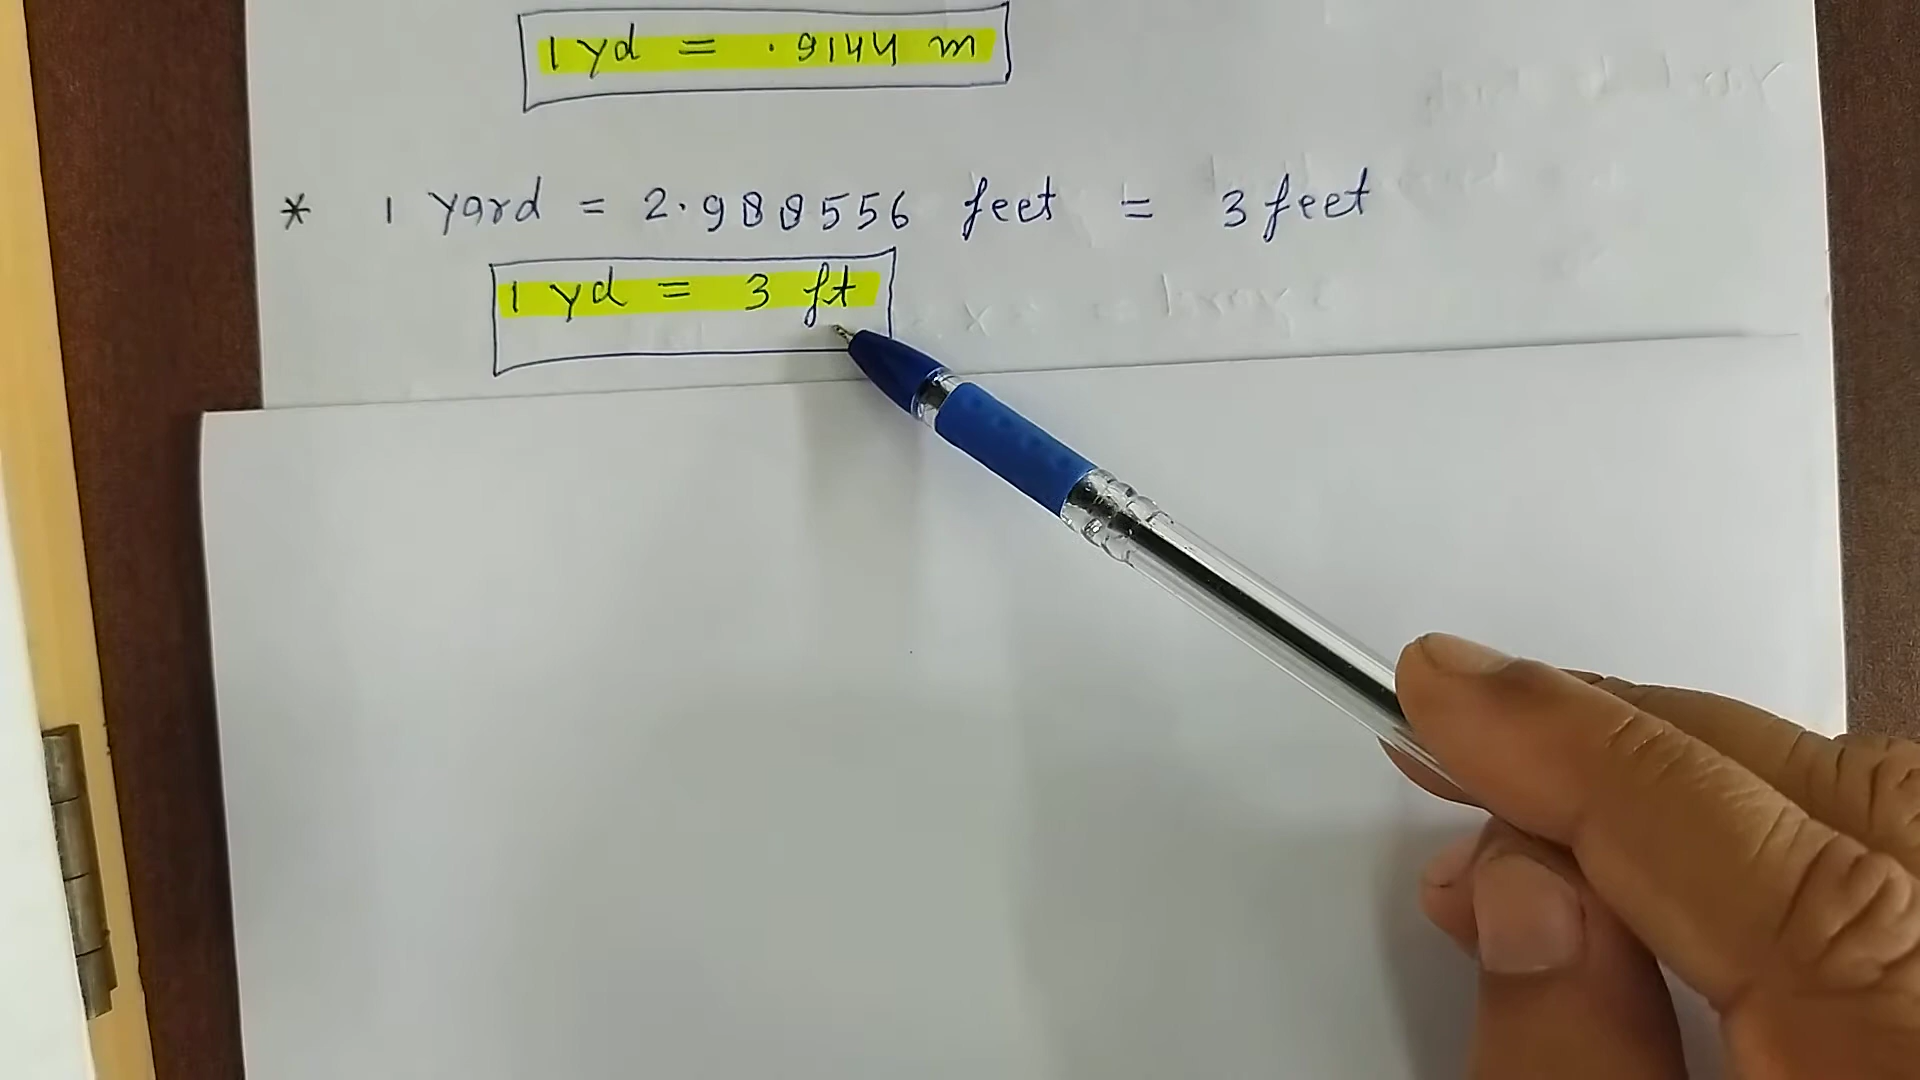 1 yd = .9144 m
* 1 yard = 2.988556 feet = 3 feet
1 yd = 3 ft